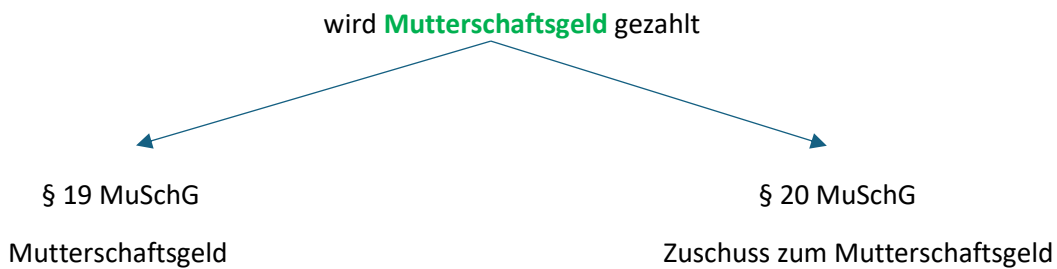 wird Mutterschaftsgeld gezahlt
§ 19 MuSchG
§ 20 MuSchG
Mutterschaftsgeld
Zuschuss zum Mutterschaftsgeld